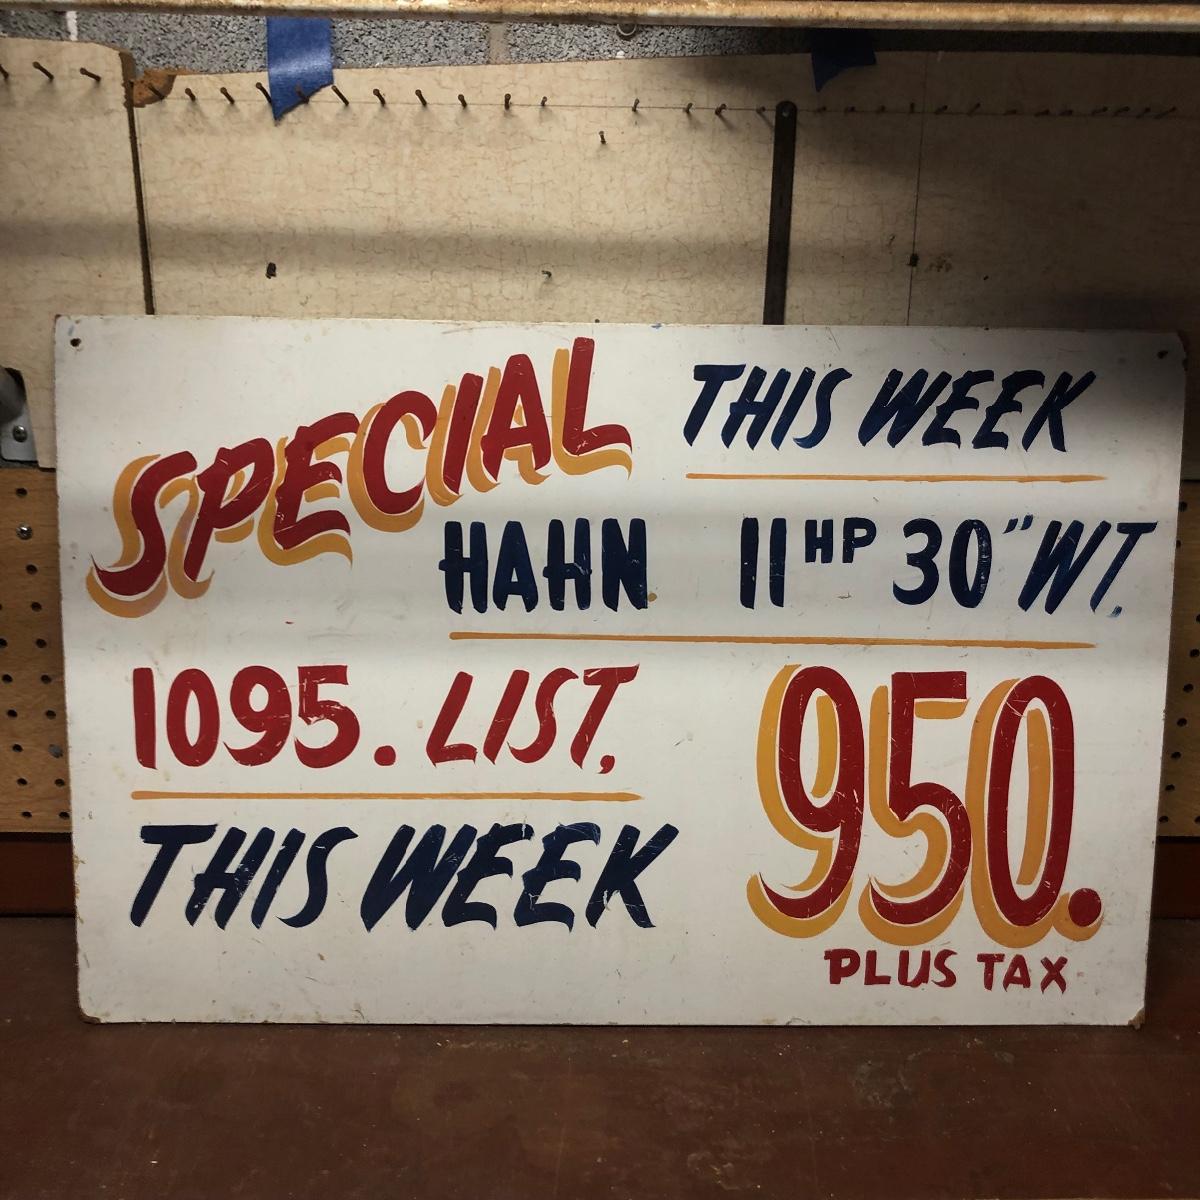 SPECIAL THIS WEEK
HAHN 11 HP 30" WT.
1095. LIST.
THIS WEEK
950.
PLUS TAX